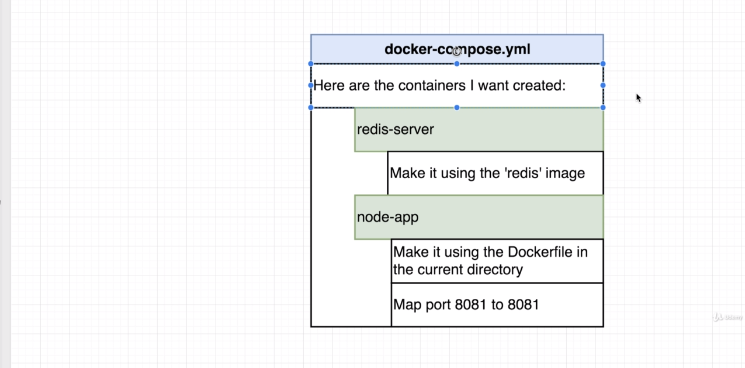 docker-compose.yml
Here are the containers I want created:
redis-server
Make it using the 'redis' image
node-app
Make it using the Dockerfile in
the current directory
Map port 8081 to 8081